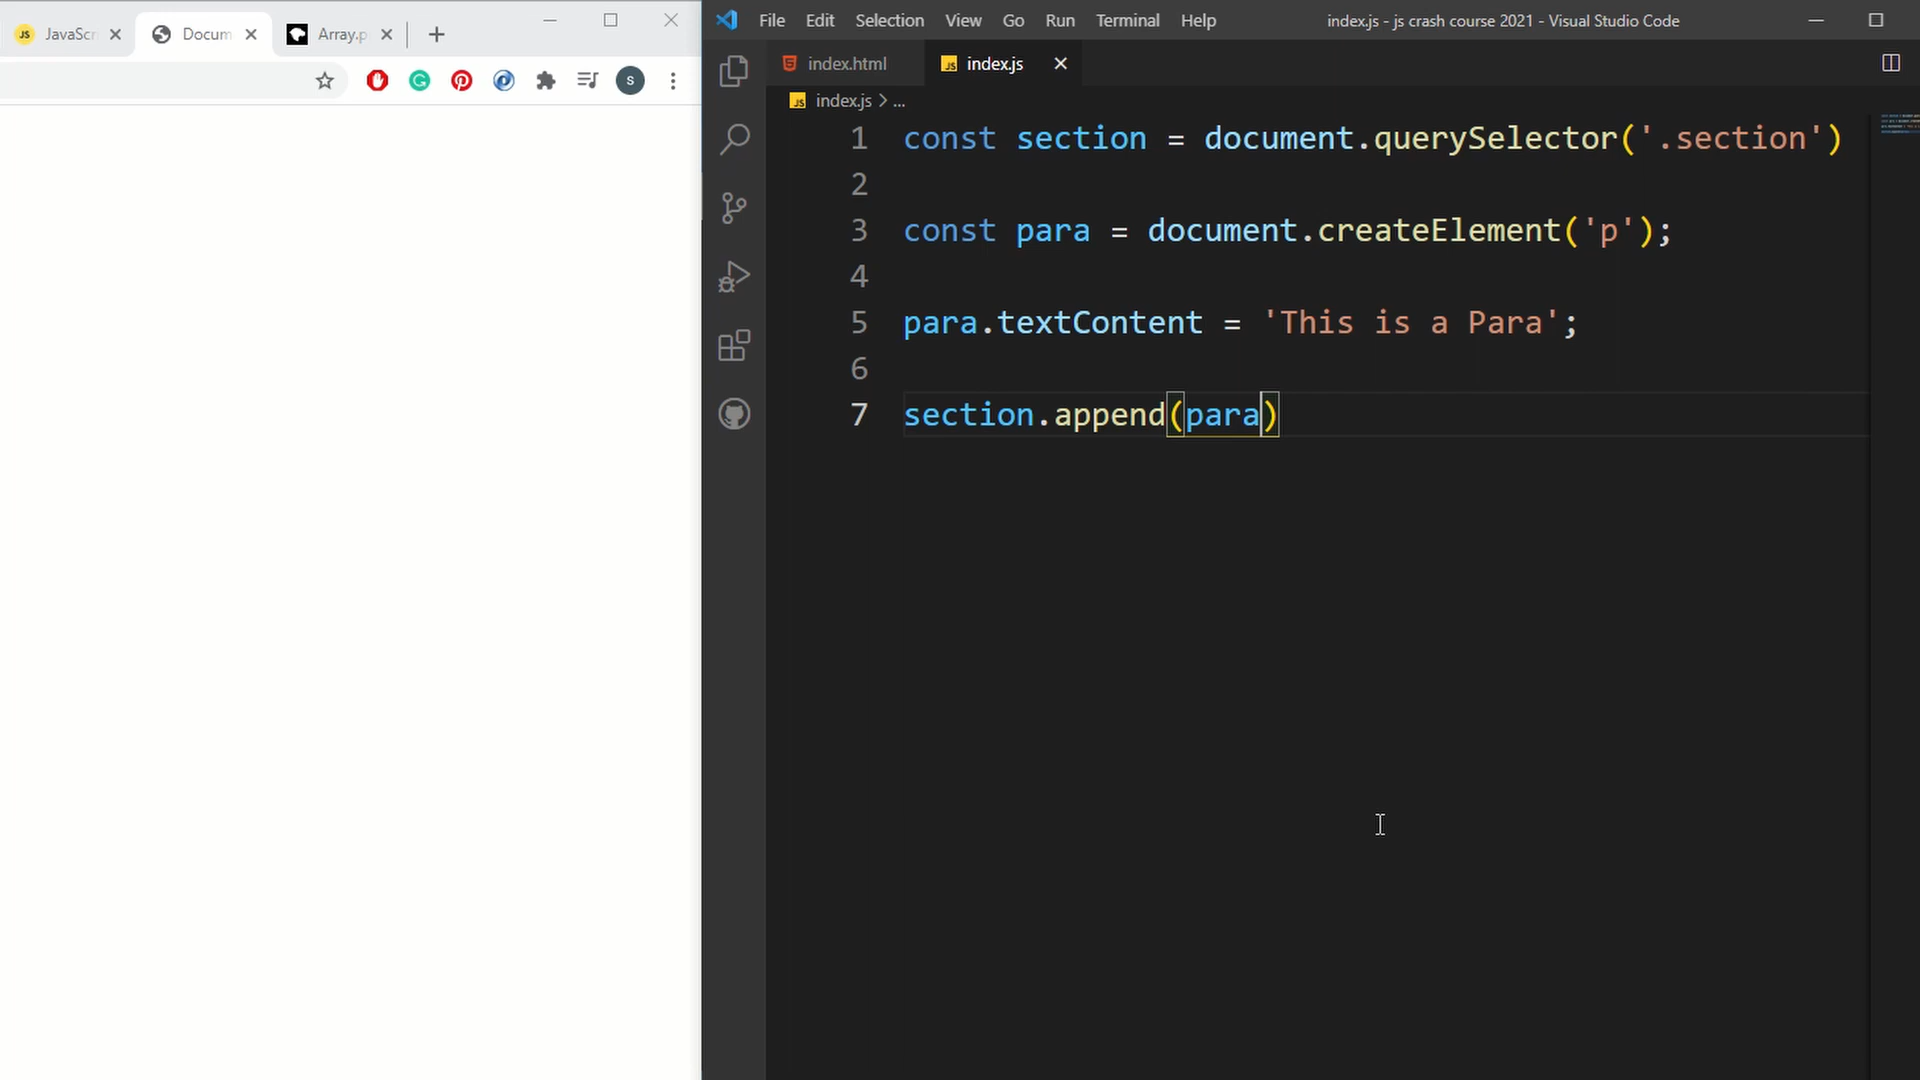 JavaScr
Docum
Array.p
S
File Edit Selection View Go Run Terminal Help
index.js - js crash course 2021 - Visual Studio Code
index.html
JS index.js
JS index.js > ...
1 const section = document.querySelector('.section')
2
3 const para = document.createElement('p');
4
5 para.textContent = 'This is a Para';
6
7 section.append(para)